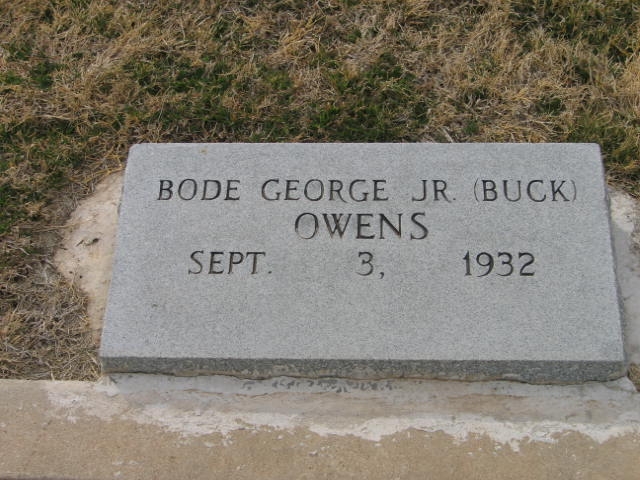 BODE GEORGE JR. (BUCK)
OWENS
SEPT. 3, 1932